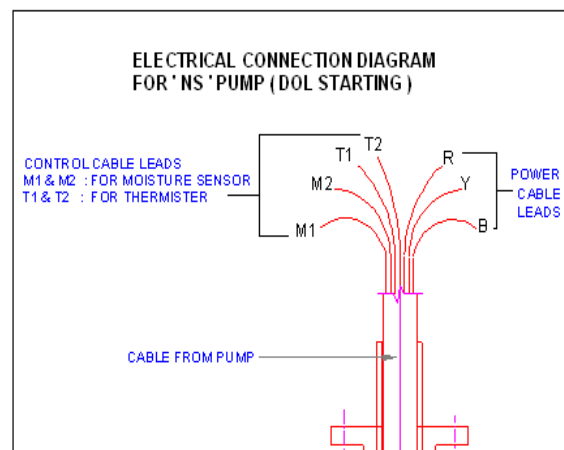 ELECTRICAL CONNECTION DIAGRAM
FOR ' NS ' PUMP ( DOL STARTING )
T2
T1
R
CONTROL CABLE LEADS
M1 & M2 : FOR MOISTURE SENSOR
T1 & T2 : FOR THERMISTER
M2
Y
POWER
CABLE
LEADS
M1
B
CABLE FROM PUMP